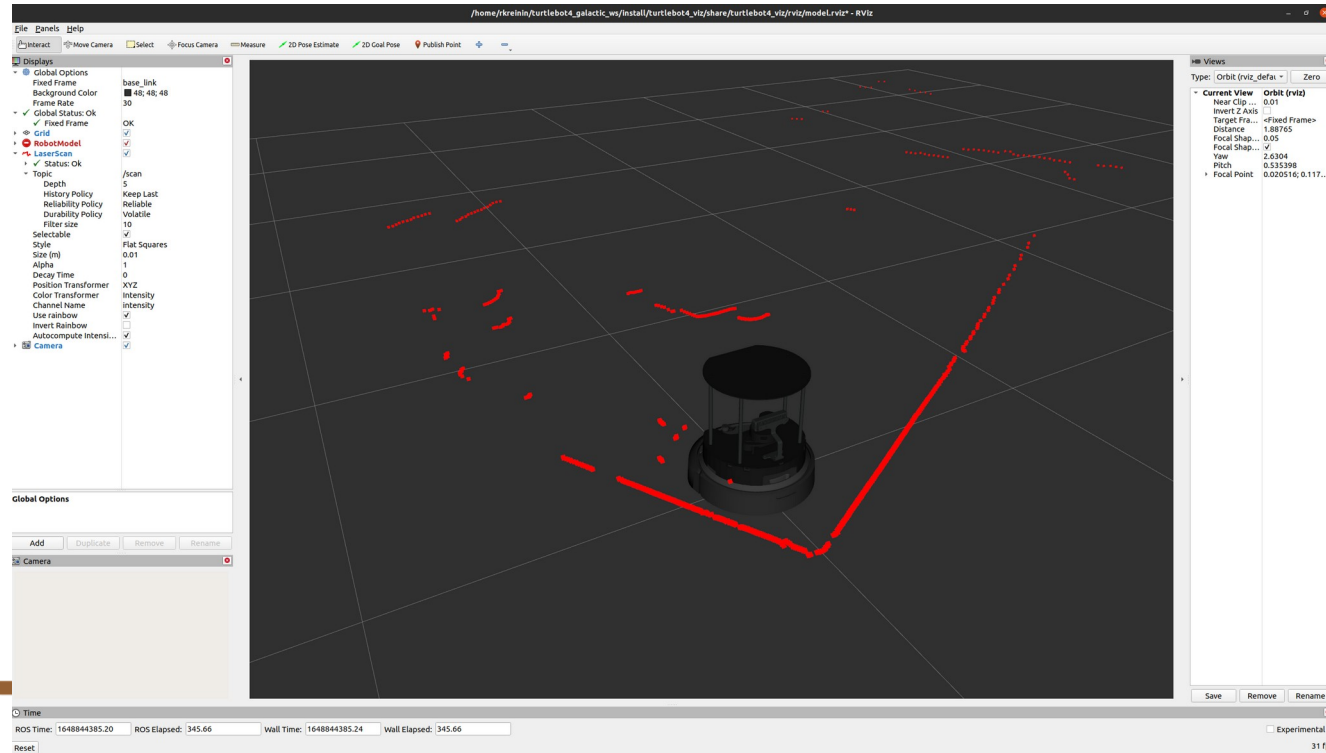 /home/rkreinin/turtlebot4_galactic_ws/install/turtlebot4_viz/share/turtlebot4_viz/rviz/model.rviz* - RViz
File Panels Help
Interact Move Camera Select Focus Camera Measure 2D Pose Estimate 2D Goal Pose Publish Point
Displays
Global Options
Fixed Frame base_link
Background Color 48; 48; 48
Frame Rate 30
Global Status: Ok
Fixed Frame OK
Grid
RobotModel
LaserScan
Status: Ok
Topic /scan
Depth 5
History Policy Keep Last
Reliability Policy Reliable
Durability Policy Volatile
Filter size 10
Selectable
Style Flat Squares
Size (m) 0.01
Alpha 1
Decay Time 0
Position Transformer XYZ
Color Transformer Intensity
Channel Name intensity
Use rainbow
Invert Rainbow
Autocompute Intensi...
Camera
Global Options
Add Duplicate Remove Rename
Camera
Views
Type: Orbit (rviz_defau Zero
Current View Orbit (rviz)
Near Clip ... 0.01
Invert Z Axis
Target Fra... <Fixed Frame>
Distance 1.88765
Focal Shap... 0.05
Focal Shap...
Yaw 2.6304
Pitch 0.535398
Focal Point 0.020516; 0.117...
Save Remove Rename
Time
ROS Time: 1648844385.20 ROS Elapsed: 345.66 Wall Time: 1648844385.24 Wall Elapsed: 345.66 Experimental
Reset 31 f